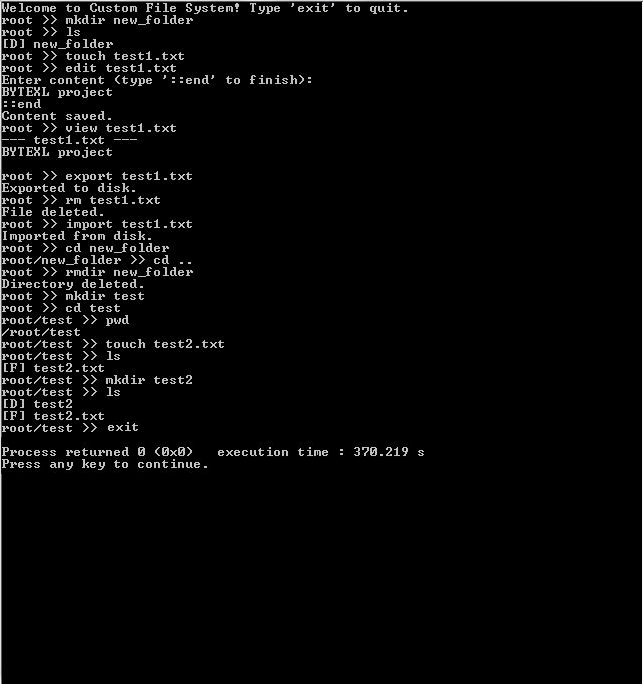 Welcome to Custom File System! Type 'exit' to quit.
root >> mkdir new_folder
root >> ls
[D] new_folder
root >> touch test1.txt
root >> edit test1.txt
Enter content (type '::end' to finish):
BYTEXL project
::end
Content saved.
root >> view test1.txt
--- test1.txt ---
BYTEXL project

root >> export test1.txt
Exported to disk.
root >> rm test1.txt
File deleted.
root >> import test1.txt
Imported from disk.
root >> cd new_folder
root/new_folder >> cd ..
root >> rmdir new_folder
Directory deleted.
root >> mkdir test
root >> cd test
root/test >> pwd
/root/test
root/test >> touch test2.txt
root/test >> ls
[F] test2.txt
root/test >> mkdir test2
root/test >> ls
[D] test2
[F] test2.txt
root/test >> exit

Process returned 0 (0x0)   execution time : 370.219 s
Press any key to continue.